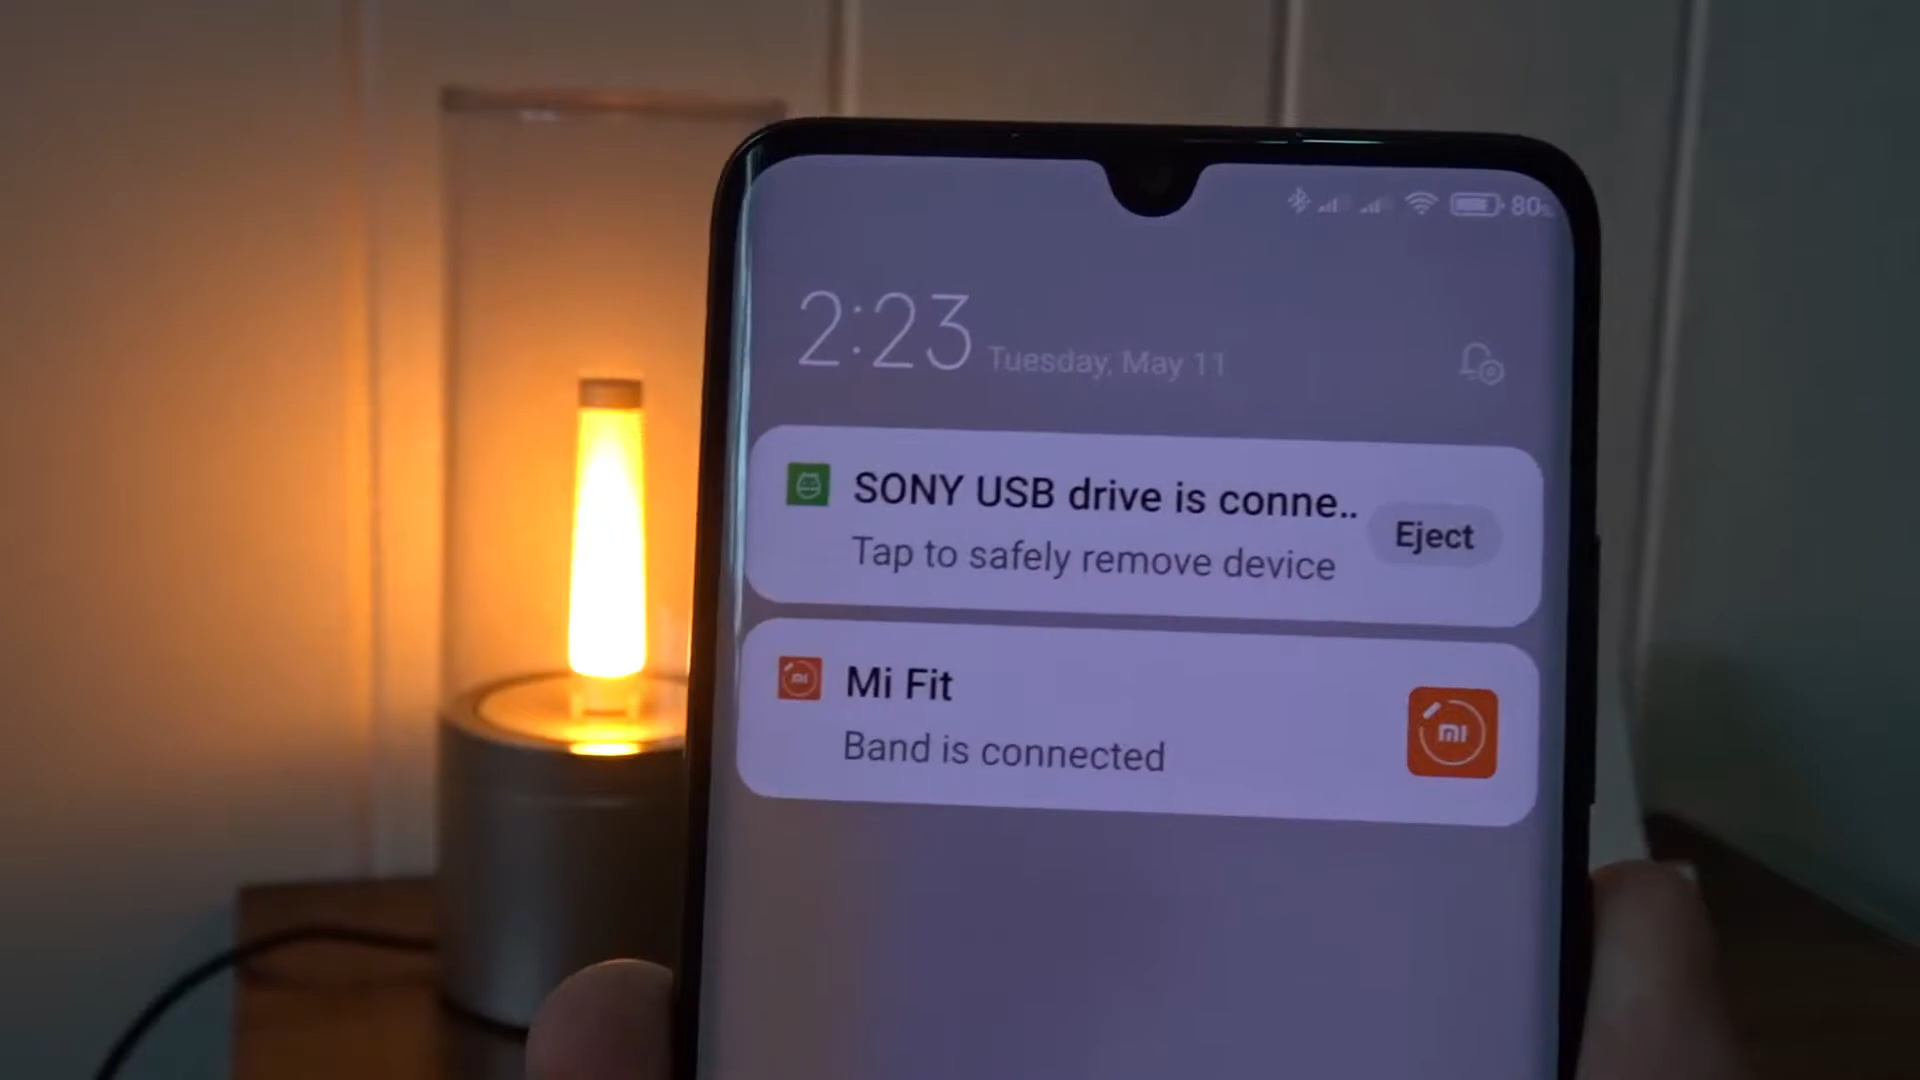 80%
2:23 Tuesday, May 11
SONY USB drive is conne..
Eject
Tap to safely remove device
mi
Mi Fit
mi
Band is connected